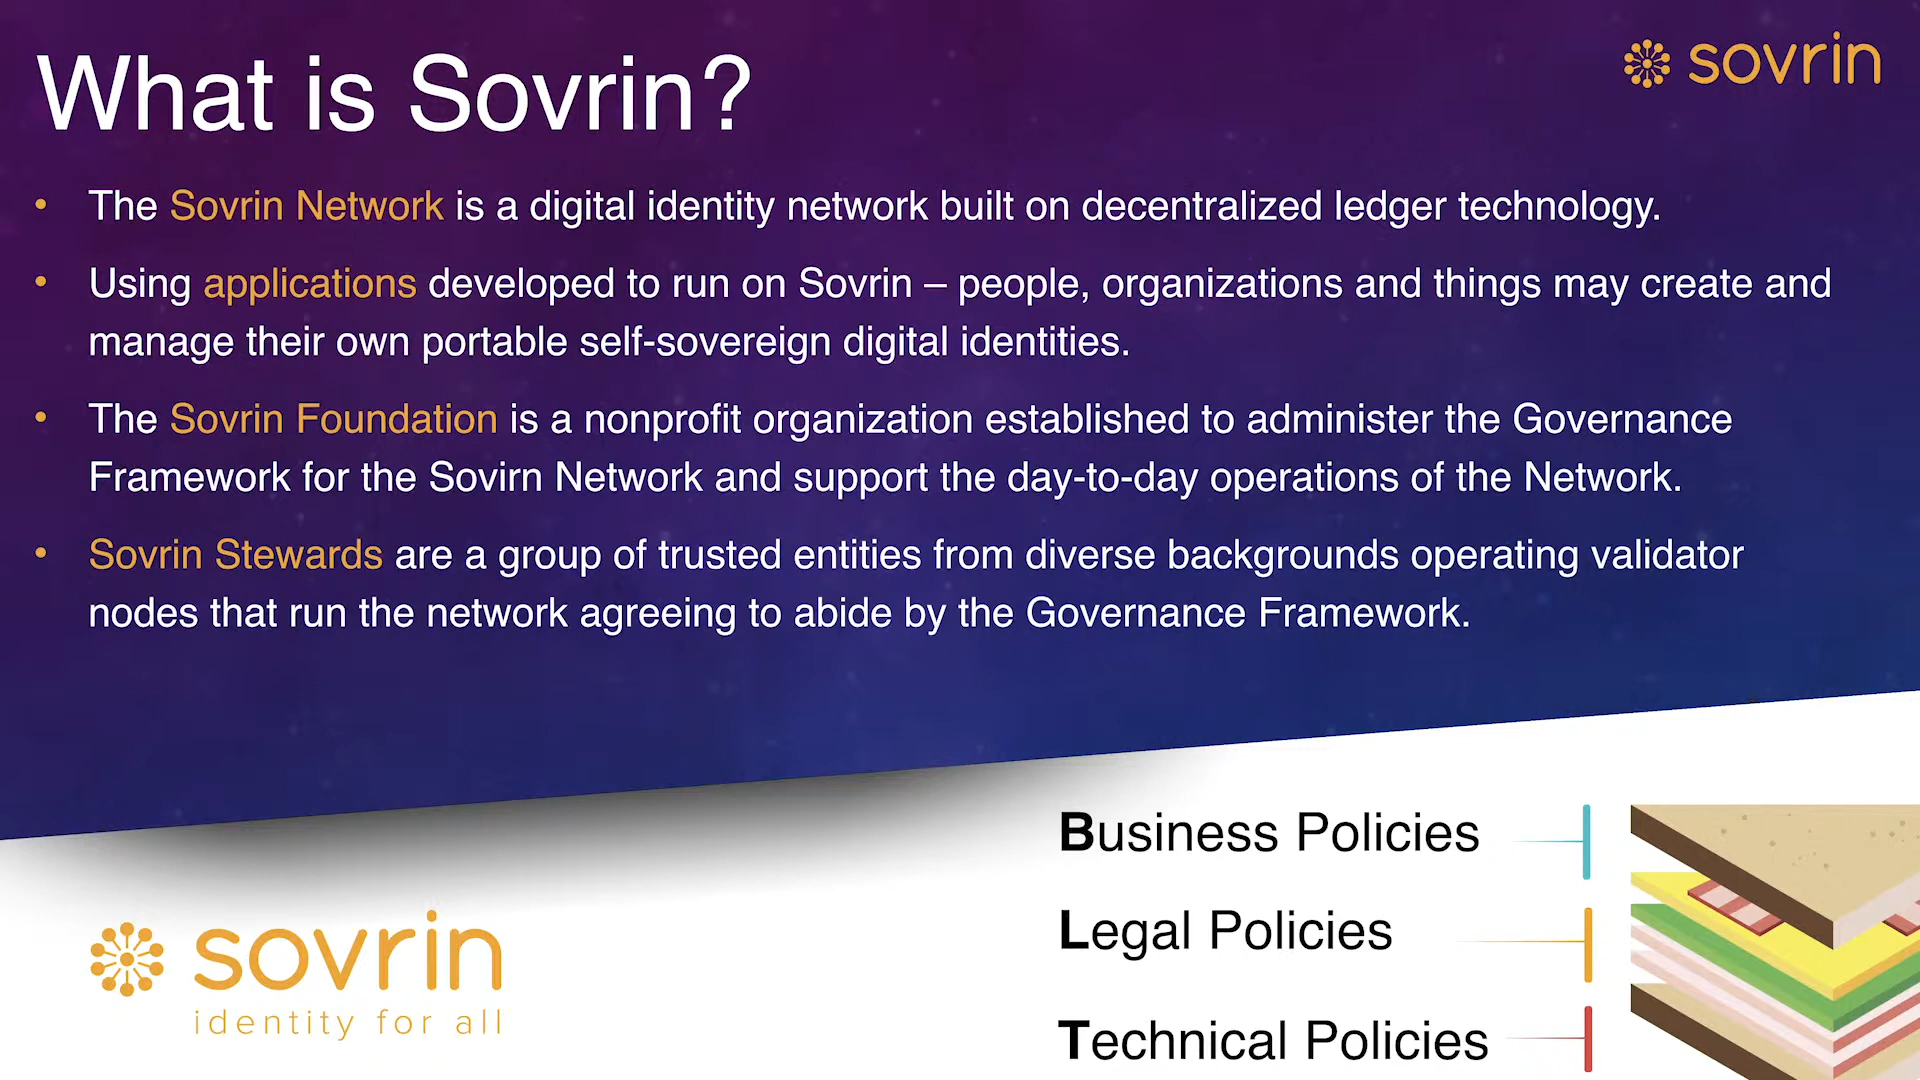 What is Sovrin?
sovrin
• The Sovrin Network is a digital identity network built on decentralized ledger technology.
• Using applications developed to run on Sovrin – people, organizations and things may create and
manage their own portable self-sovereign digital identities.
• The Sovrin Foundation is a nonprofit organization established to administer the Governance
Framework for the Sovirn Network and support the day-to-day operations of the Network.
• Sovrin Stewards are a group of trusted entities from diverse backgrounds operating validator
nodes that run the network agreeing to abide by the Governance Framework.
Business Policies
Legal Policies
Technical Policies
sovrin
identity for all